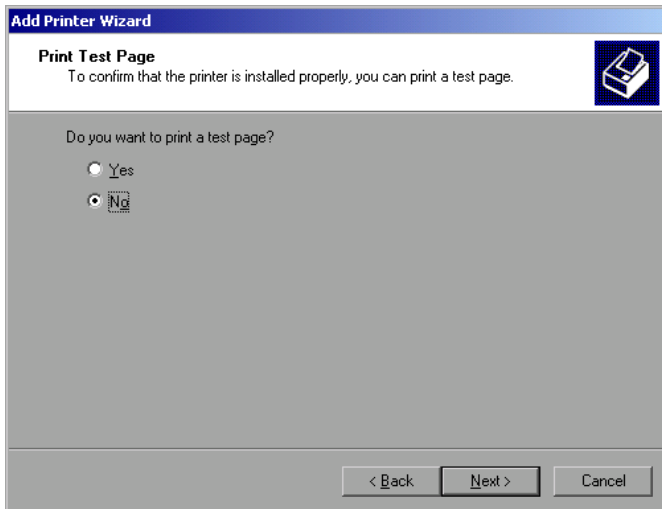 Add Printer Wizard
Print Test Page
To confirm that the printer is installed properly, you can print a test page.
Do you want to print a test page?
Yes
No
< Back
Next >
Cancel